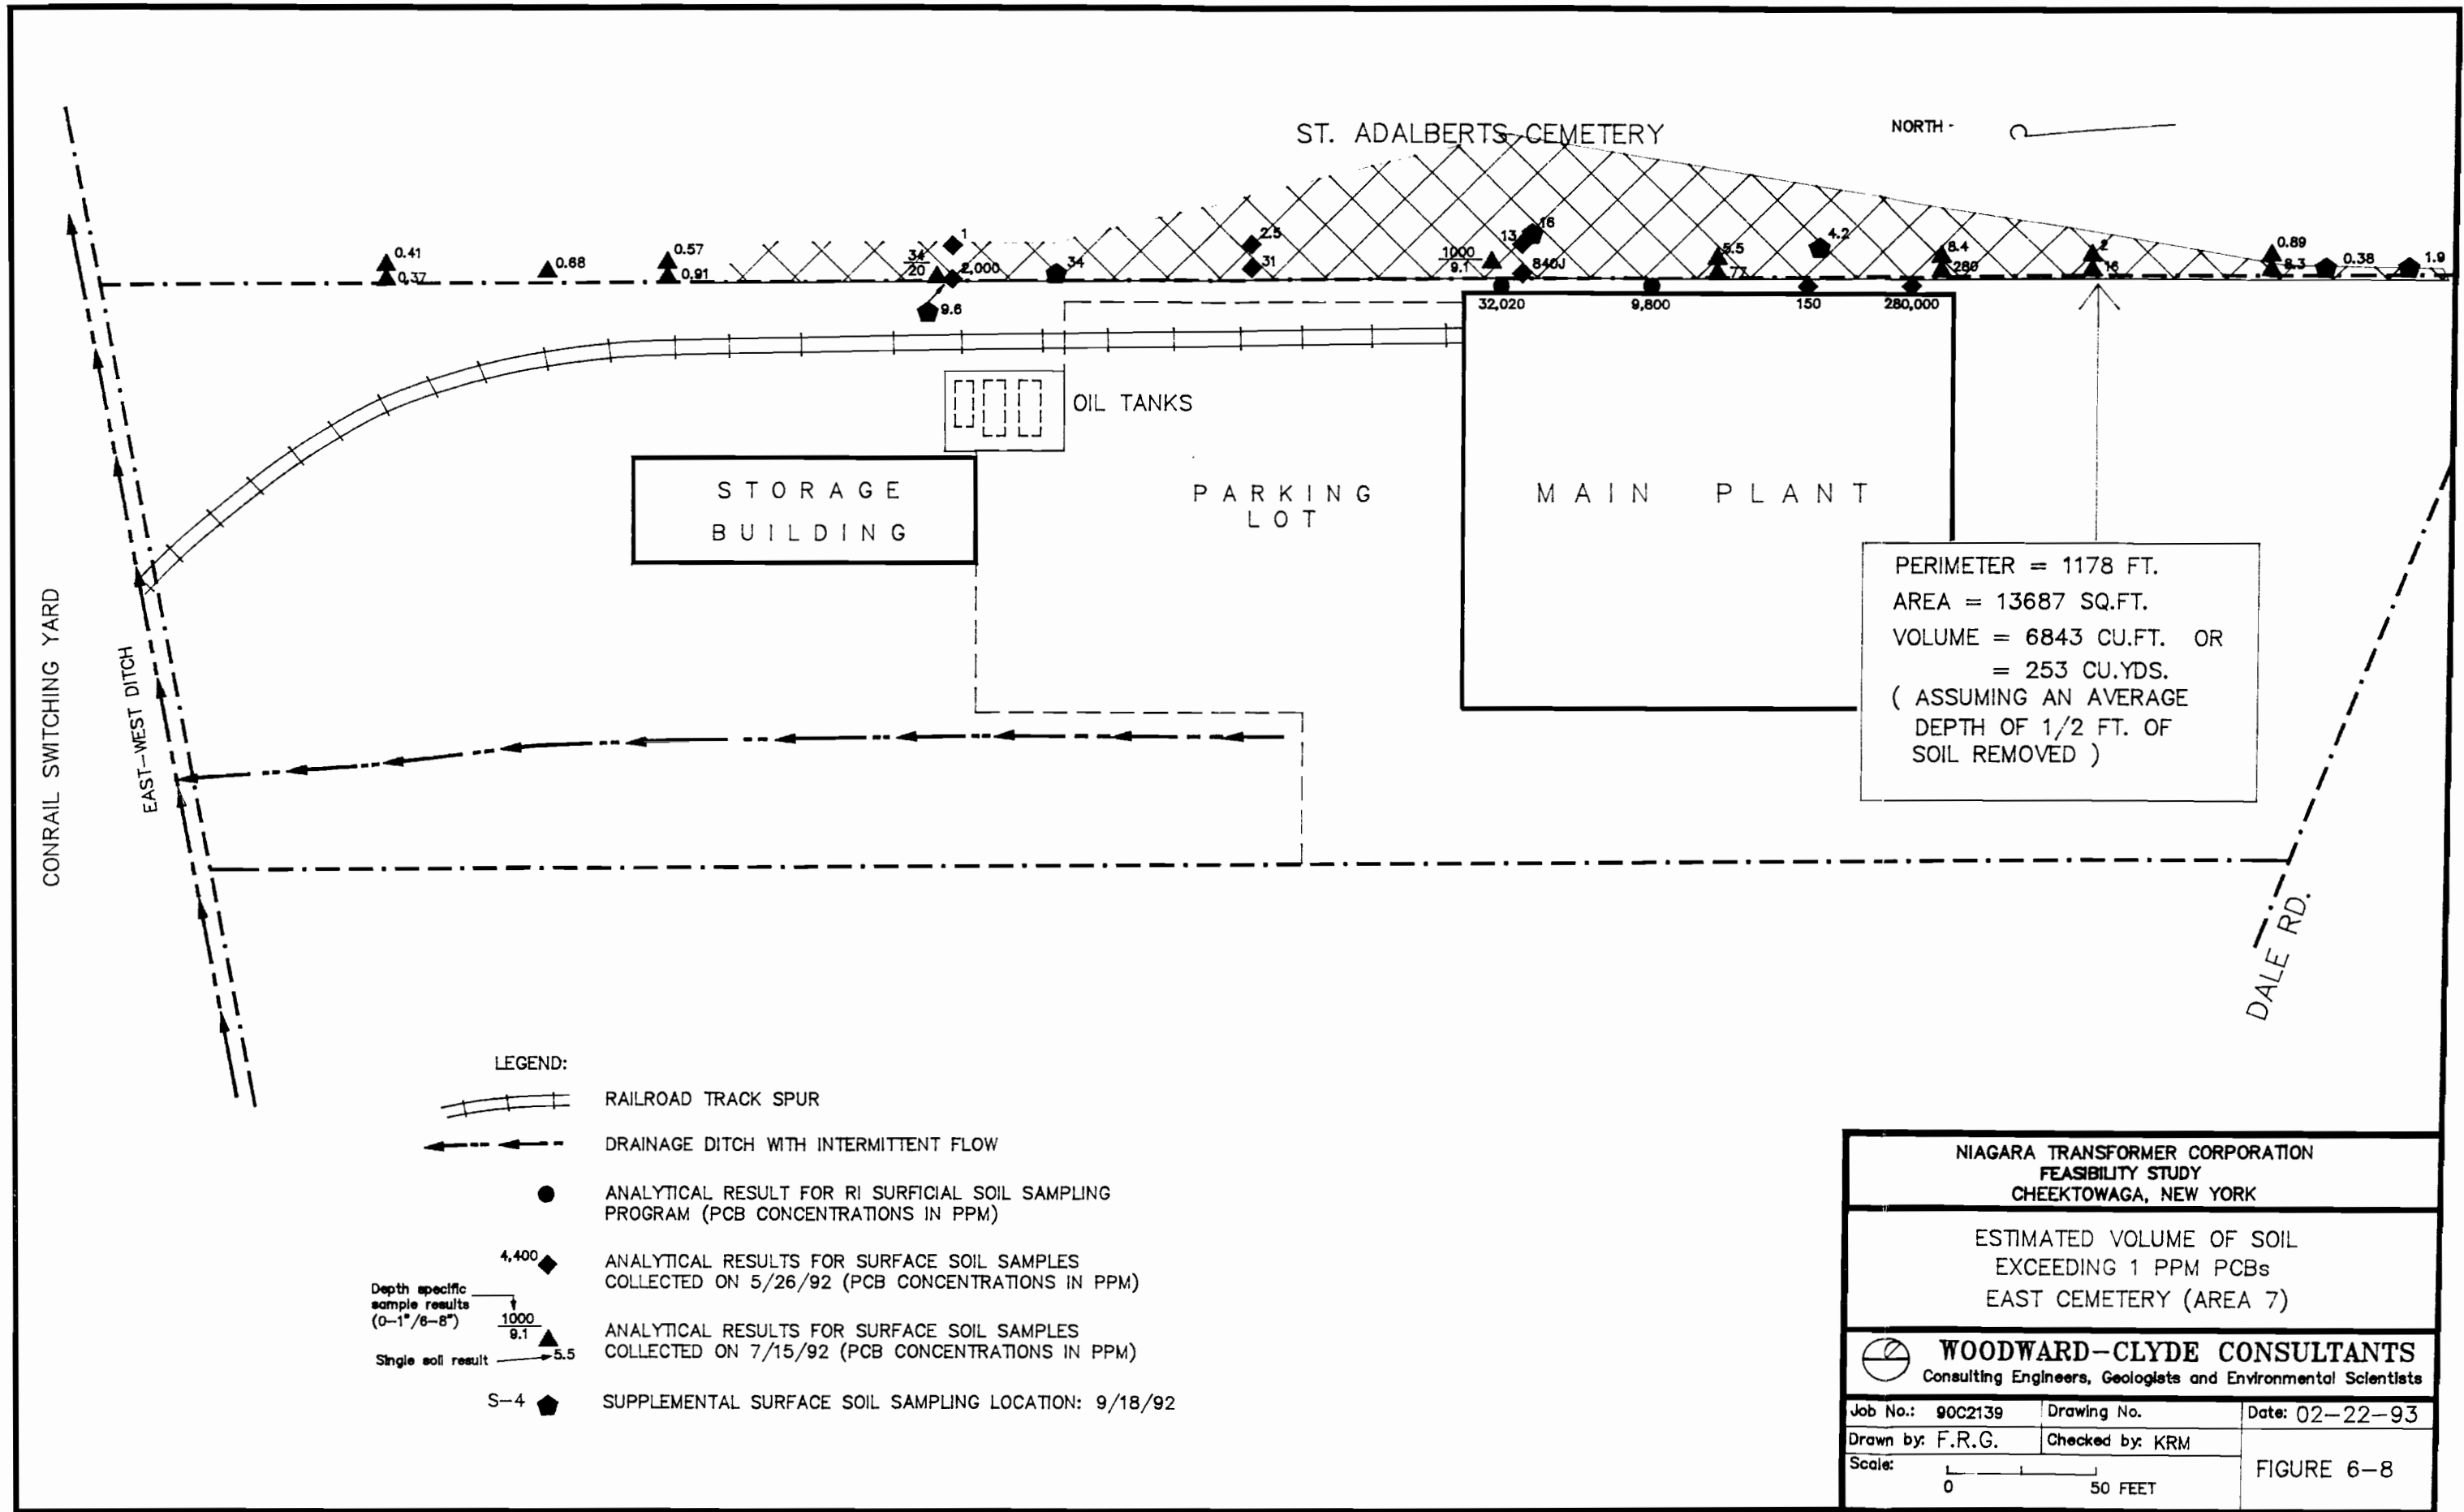 ST. ADALBERTS CEMETERY
NORTH -
0.41
0.37
0.68
0.57
0.91
34
20
1
2,000
9.6
34
2.5
31
1000
9.1
13
16
840J
32,020
9,800
5.5
77
4.2
150
8.4
280
280,000
2
16
0.89
8.3
0.38
1.9
OIL TANKS
STORAGE
BUILDING
PARKING
LOT
MAIN PLANT
PERIMETER = 1178 FT.
AREA = 13687 SQ.FT.
VOLUME = 6843 CU.FT. OR
= 253 CU.YDS.
( ASSUMING AN AVERAGE
DEPTH OF 1/2 FT. OF
SOIL REMOVED )
CONRAIL SWITCHING YARD
EAST-WEST DITCH
DALE RD.
LEGEND:
RAILROAD TRACK SPUR
DRAINAGE DITCH WITH INTERMITTENT FLOW
ANALYTICAL RESULT FOR RI SURFICIAL SOIL SAMPLING
PROGRAM (PCB CONCENTRATIONS IN PPM)
4,400
ANALYTICAL RESULTS FOR SURFACE SOIL SAMPLES
COLLECTED ON 5/26/92 (PCB CONCENTRATIONS IN PPM)
Depth specific
sample results
(0-1"/6-8")
1000
9.1
ANALYTICAL RESULTS FOR SURFACE SOIL SAMPLES
COLLECTED ON 7/15/92 (PCB CONCENTRATIONS IN PPM)
Single soil result
5.5
S-4
SUPPLEMENTAL SURFACE SOIL SAMPLING LOCATION: 9/18/92
NIAGARA TRANSFORMER CORPORATION
FEASIBILITY STUDY
CHEEKTOWAGA, NEW YORK
ESTIMATED VOLUME OF SOIL
EXCEEDING 1 PPM PCBs
EAST CEMETERY (AREA 7)
WOODWARD-CLYDE CONSULTANTS
Consulting Engineers, Geologists and Environmental Scientists
Job No.: 90C2139 Drawing No. Date: 02-22-93
Drawn by: F.R.G. Checked by: KRM
Scale:
0 50 FEET
FIGURE 6-8